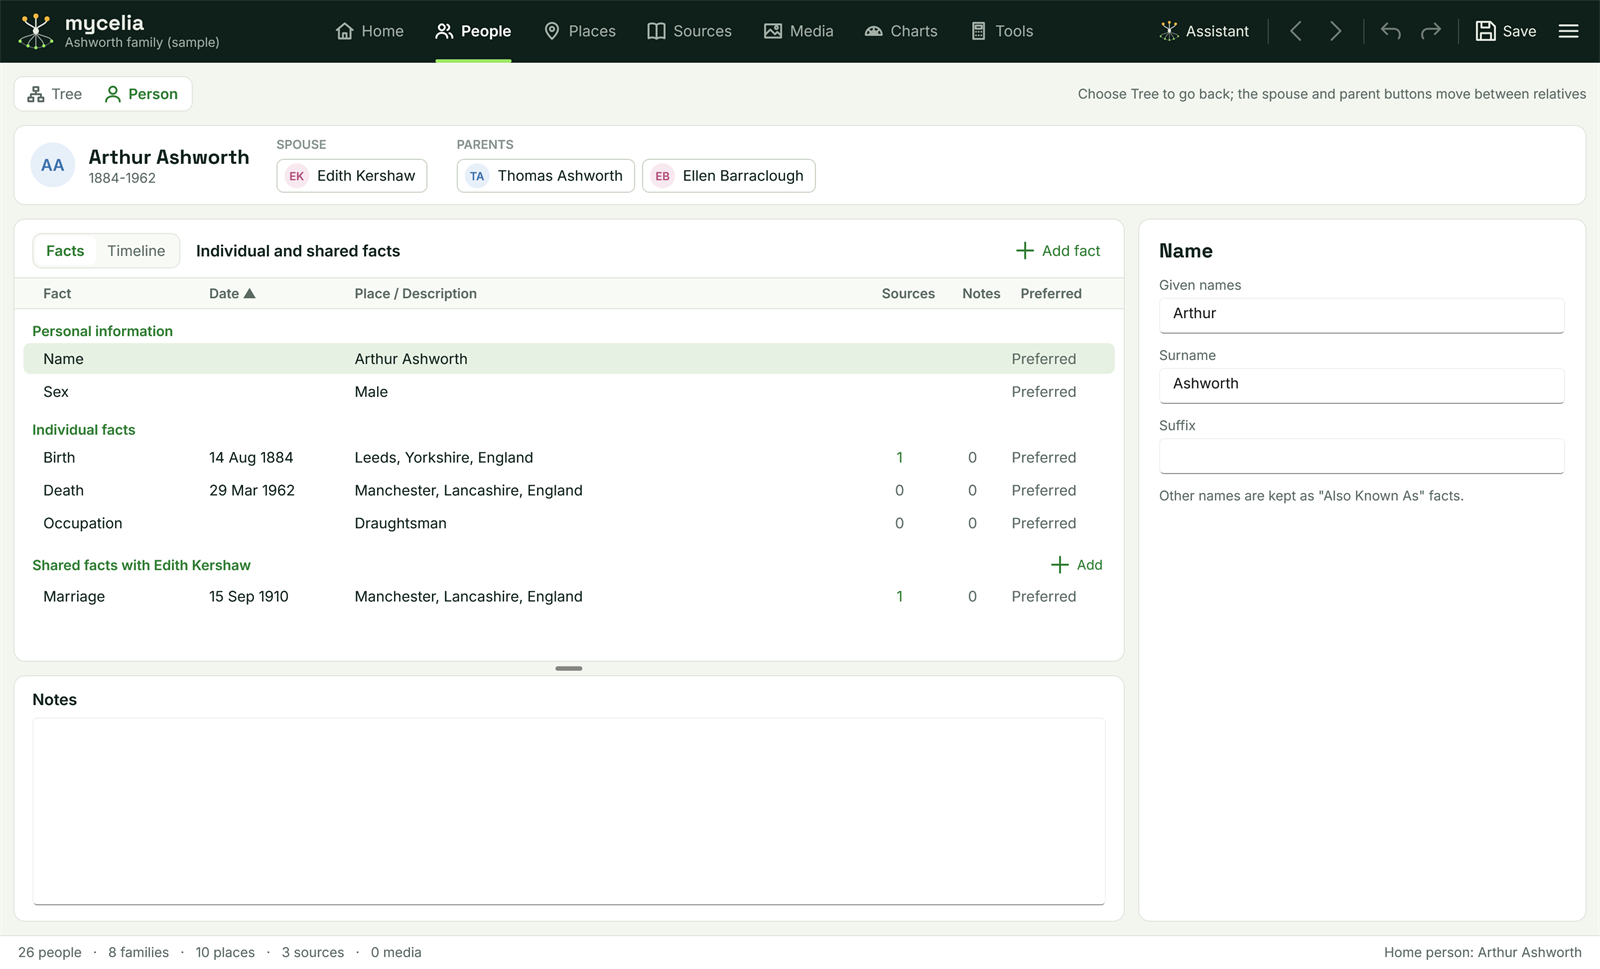 mycelia
Ashworth family (sample)
Home
People
Places
Sources
Media
Charts
Tools
Assistant
Save
Tree
Person
Choose Tree to go back; the spouse and parent buttons move between relatives
AA
Arthur Ashworth
1884-1962
SPOUSE
EK Edith Kershaw
PARENTS
TA Thomas Ashworth
EB Ellen Barraclough
Facts
Timeline
Individual and shared facts
Add fact
Fact Date Place / Description Sources Notes Preferred
Personal information
Name Arthur Ashworth Preferred
Sex Male Preferred
Individual facts
Birth 14 Aug 1884 Leeds, Yorkshire, England 1 0 Preferred
Death 29 Mar 1962 Manchester, Lancashire, England 0 0 Preferred
Occupation Draughtsman 0 0 Preferred
Shared facts with Edith Kershaw Add
Marriage 15 Sep 1910 Manchester, Lancashire, England 1 0 Preferred
Notes
Name
Given names
Arthur
Surname
Ashworth
Suffix
Other names are kept as "Also Known As" facts.
26 people · 8 families · 10 places · 3 sources · 0 media
Home person: Arthur Ashworth